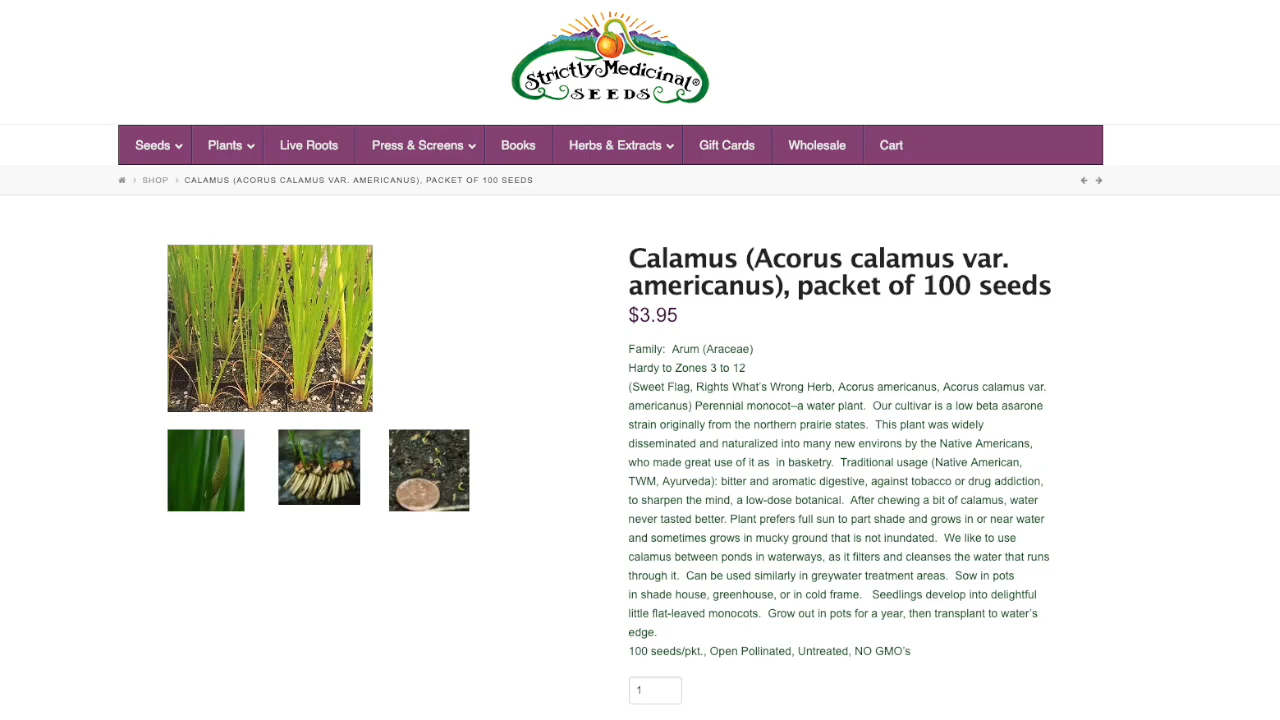 Strictly Medicinal®
SEEDS
Seeds Plants Live Roots Press & Screens Books Herbs & Extracts Gift Cards Wholesale Cart
SHOP CALAMUS (ACORUS CALAMUS VAR. AMERICANUS), PACKET OF 100 SEEDS
Calamus (Acorus calamus var.
americanus), packet of 100 seeds
$3.95
Family:  Arum (Araceae)
Hardy to Zones 3 to 12
(Sweet Flag, Rights What's Wrong Herb, Acorus americanus, Acorus calamus var.
americanus) Perennial monocot–a water plant.  Our cultivar is a low beta asarone
strain originally from the northern prairie states.  This plant was widely
disseminated and naturalized into many new environs by the Native Americans,
who made great use of it as  in basketry.  Traditional usage (Native American,
TWM, Ayurveda): bitter and aromatic digestive, against tobacco or drug addiction,
to sharpen the mind, a low-dose botanical.  After chewing a bit of calamus, water
never tasted better. Plant prefers full sun to part shade and grows in or near water
and sometimes grows in mucky ground that is not inundated.  We like to use
calamus between ponds in waterways, as it filters and cleanses the water that runs
through it.  Can be used similarly in greywater treatment areas.  Sow in pots
in shade house, greenhouse, or in cold frame.   Seedlings develop into delightful
little flat-leaved monocots.  Grow out in pots for a year, then transplant to water's
edge.
100 seeds/pkt., Open Pollinated, Untreated, NO GMO's
1